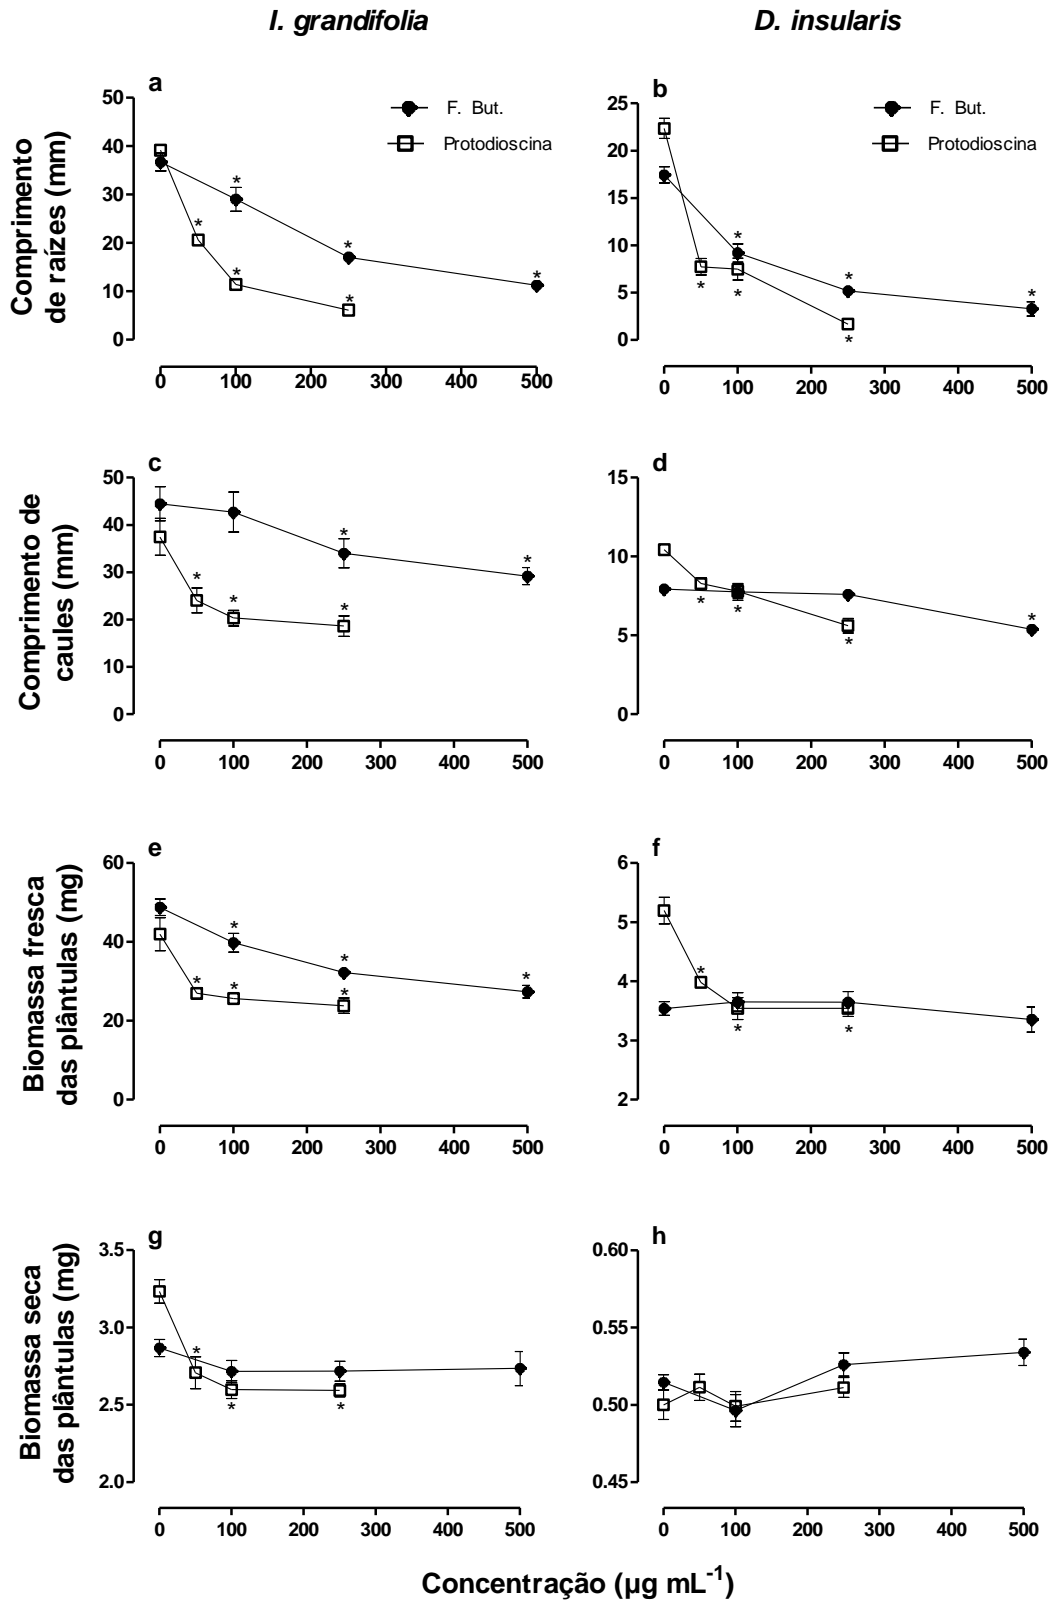 I. grandifolia
D. insularis
a
50
40
30
20
10
0
Comprimento
de raízes (mm)
F. But.
Protodioscina
* * * * * *
0 100 200 300 400 500
b
25
20
15
10
5
0
F. But.
Protodioscina
* * * * * *
0 100 200 300 400 500
c
50
40
30
20
10
0
Comprimento de
caules (mm)
* * * * *
0 100 200 300 400 500
d
15
10
5
0
* * * *
0 100 200 300 400 500
e
60
40
20
0
Biomassa fresca
das plântulas (mg)
* * * * * *
0 100 200 300 400 500
f
6
5
4
3
2
* * *
0 100 200 300 400 500
g
3.5
3.0
2.5
2.0
Biomassa seca
das plântulas (mg)
* * *
0 100 200 300 400 500
h
0.60
0.55
0.50
0.45
0 100 200 300 400 500
Concentração (µg mL-1)